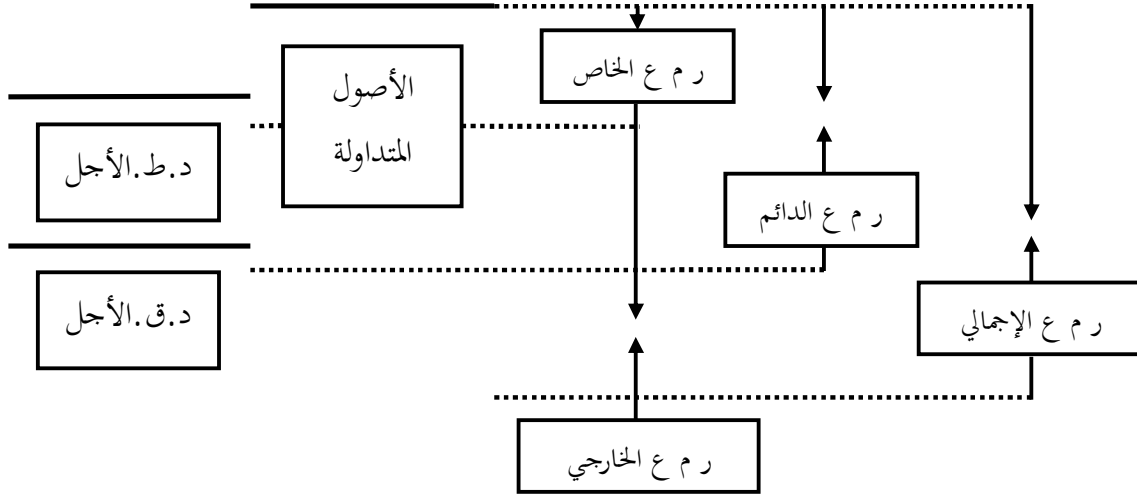 ر م ع الخاص
الأصول
المتداولة
د.ط.الأجل
ر م ع الدائم
د.ق.الأجل
ر م ع الإجمالي
ر م ع الخارجي